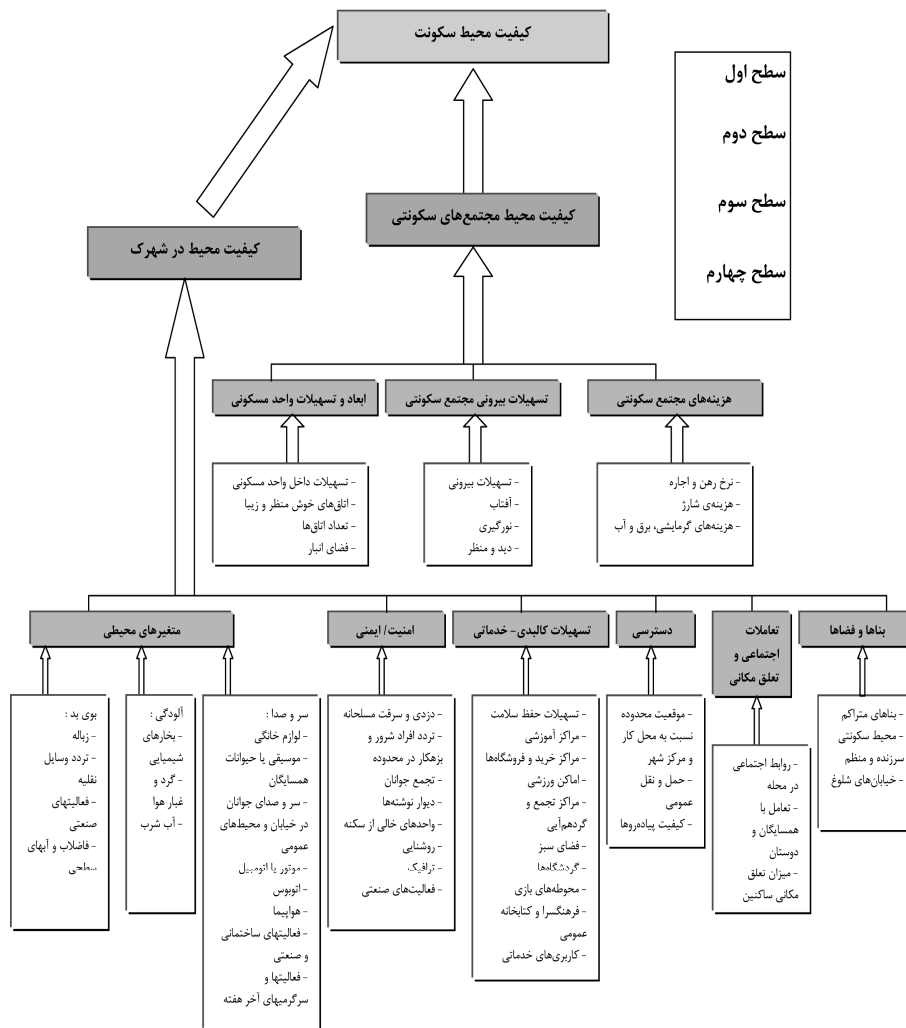 کیفیت محیط سکونت
سطح اول
سطح دوم
سطح سوم
سطح چهارم
کیفیت محیط مجتمع‌های سکونتی
کیفیت محیط در شهرک
هزینه‌های مجتمع سکونتی
تسهیلات بیرونی مجتمع سکونتی
ابعاد و تسهیلات واحد مسکونی
- نرخ رهن و اجاره
- هزینه‌ی شارژ
- هزینه‌های گرمایشی، برق و آب
- تسهیلات بیرونی
- آفتاب
- نورگیری
- دید و منظر
- تسهیلات داخل واحد مسکونی
- اتاق‌های خوش منظر و زیبا
- تعداد اتاق‌ها
- فضای انبار
بناها و فضاها
تعاملات
اجتماعی و
تعلق مکانی
دسترسی
تسهیلات کالبدی- خدماتی
امنیت/ ایمنی
متغیرهای محیطی
- بناهای متراکم
- محیط سکونتی
سرزنده و منظم
- خیابان‌های شلوغ
- روابط اجتماعی
در محله
- تعامل با
همسایگان و
دوستان
- میزان تعلق
مکانی ساکنین
- موقعیت محدوده
نسبت به محل کار
و مرکز شهر
- حمل و نقل
عمومی
- کیفیت پیاده‌روها
- تسهیلات حفظ سلامت
- مراکز آموزشی
- مراکز خرید و فروشگاه‌ها
- اماکن ورزشی
- مراکز تجمع و
گردهم‌آیی
- فضای سبز
- گردشگاه‌ها
- محوطه‌های بازی
- فرهنگسرا و کتابخانه
عمومی
- کاربری‌های خدماتی
- دزدی و سرقت مسلحانه
- تردد افراد شرور و
بزهکار در محدوده
- تجمع جوانان
- دیوار نوشته‌ها
- واحدهای خالی از سکنه
- روشنایی
- ترافیک
- فعالیت‌های صنعتی
سر و صدا :
- لوازم خانگی
- موسیقی یا حیوانات
همسایگان
- سر و صدای جوانان
در خیابان و محیط‌های
عمومی
- موتور یا اتومبیل
- اتوبوس
- هواپیما
- فعالیتهای ساختمانی
و صنعتی
- فعالیتها و
سرگرمیهای آخر هفته
آلودگی :
- بخارهای
شیمیایی
- گرد و
غبار هوا
- آب شرب
بوی بد :
- زباله
- تردد وسایل
نقلیه
- فعالیتهای
صنعتی
- فاضلاب و آبهای
سطحی